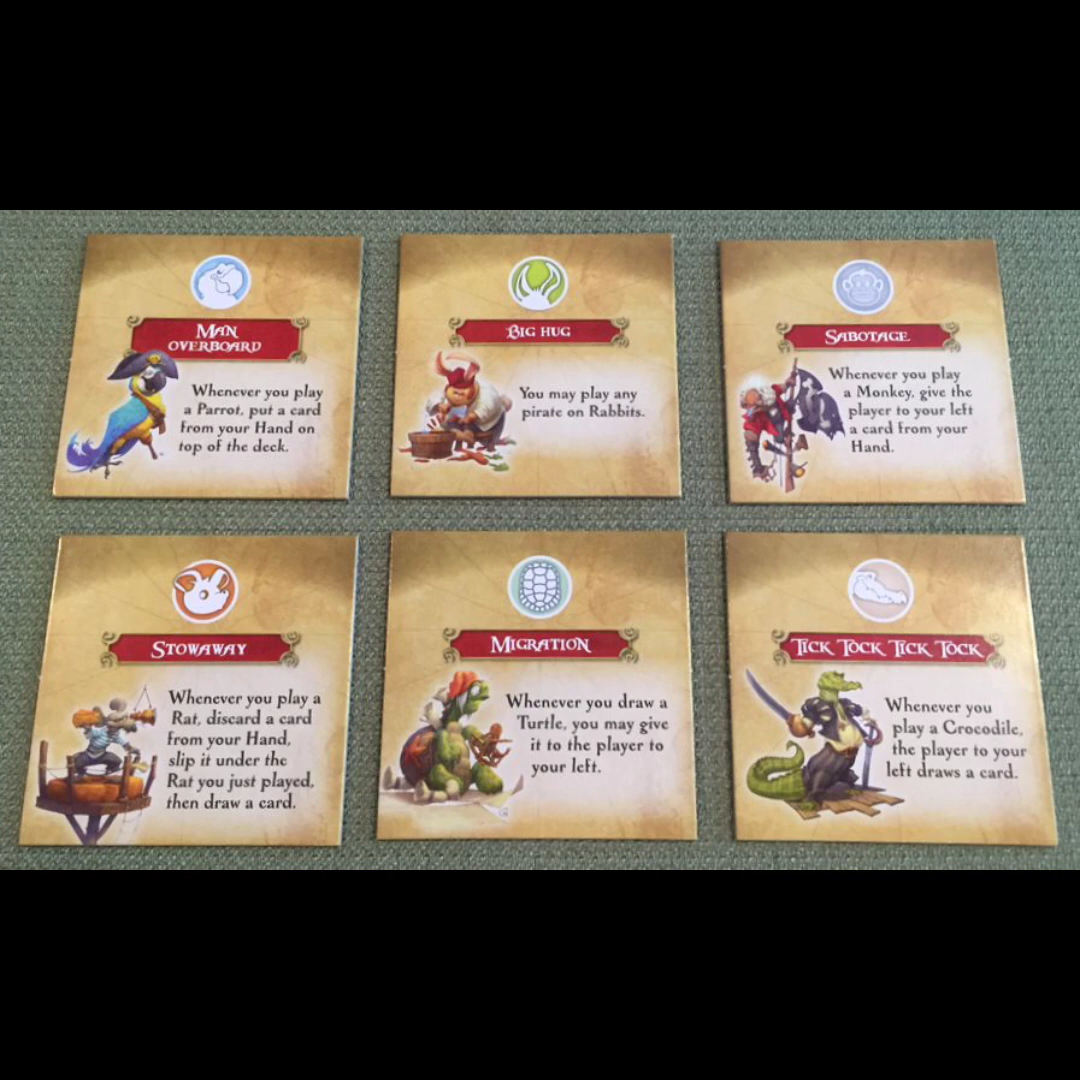 MAN
OVERBOARD
Whenever you play
a Parrot, put a card
from your Hand on
top of the deck.
BIG HUG
You may play any
pirate on Rabbits.
SABOTAGE
Whenever you play
a Monkey, give the
player to your left
a card from your
Hand.
STOWAWAY
Whenever you play a
Rat, discard a card
from your Hand,
slip it under the
Rat you just played,
then draw a card.
MIGRATION
Whenever you draw a
Turtle, you may give
it to the player to
your left.
TICK TOCK TICK TOCK
Whenever you
play a Crocodile,
the player to your
left draws a card.